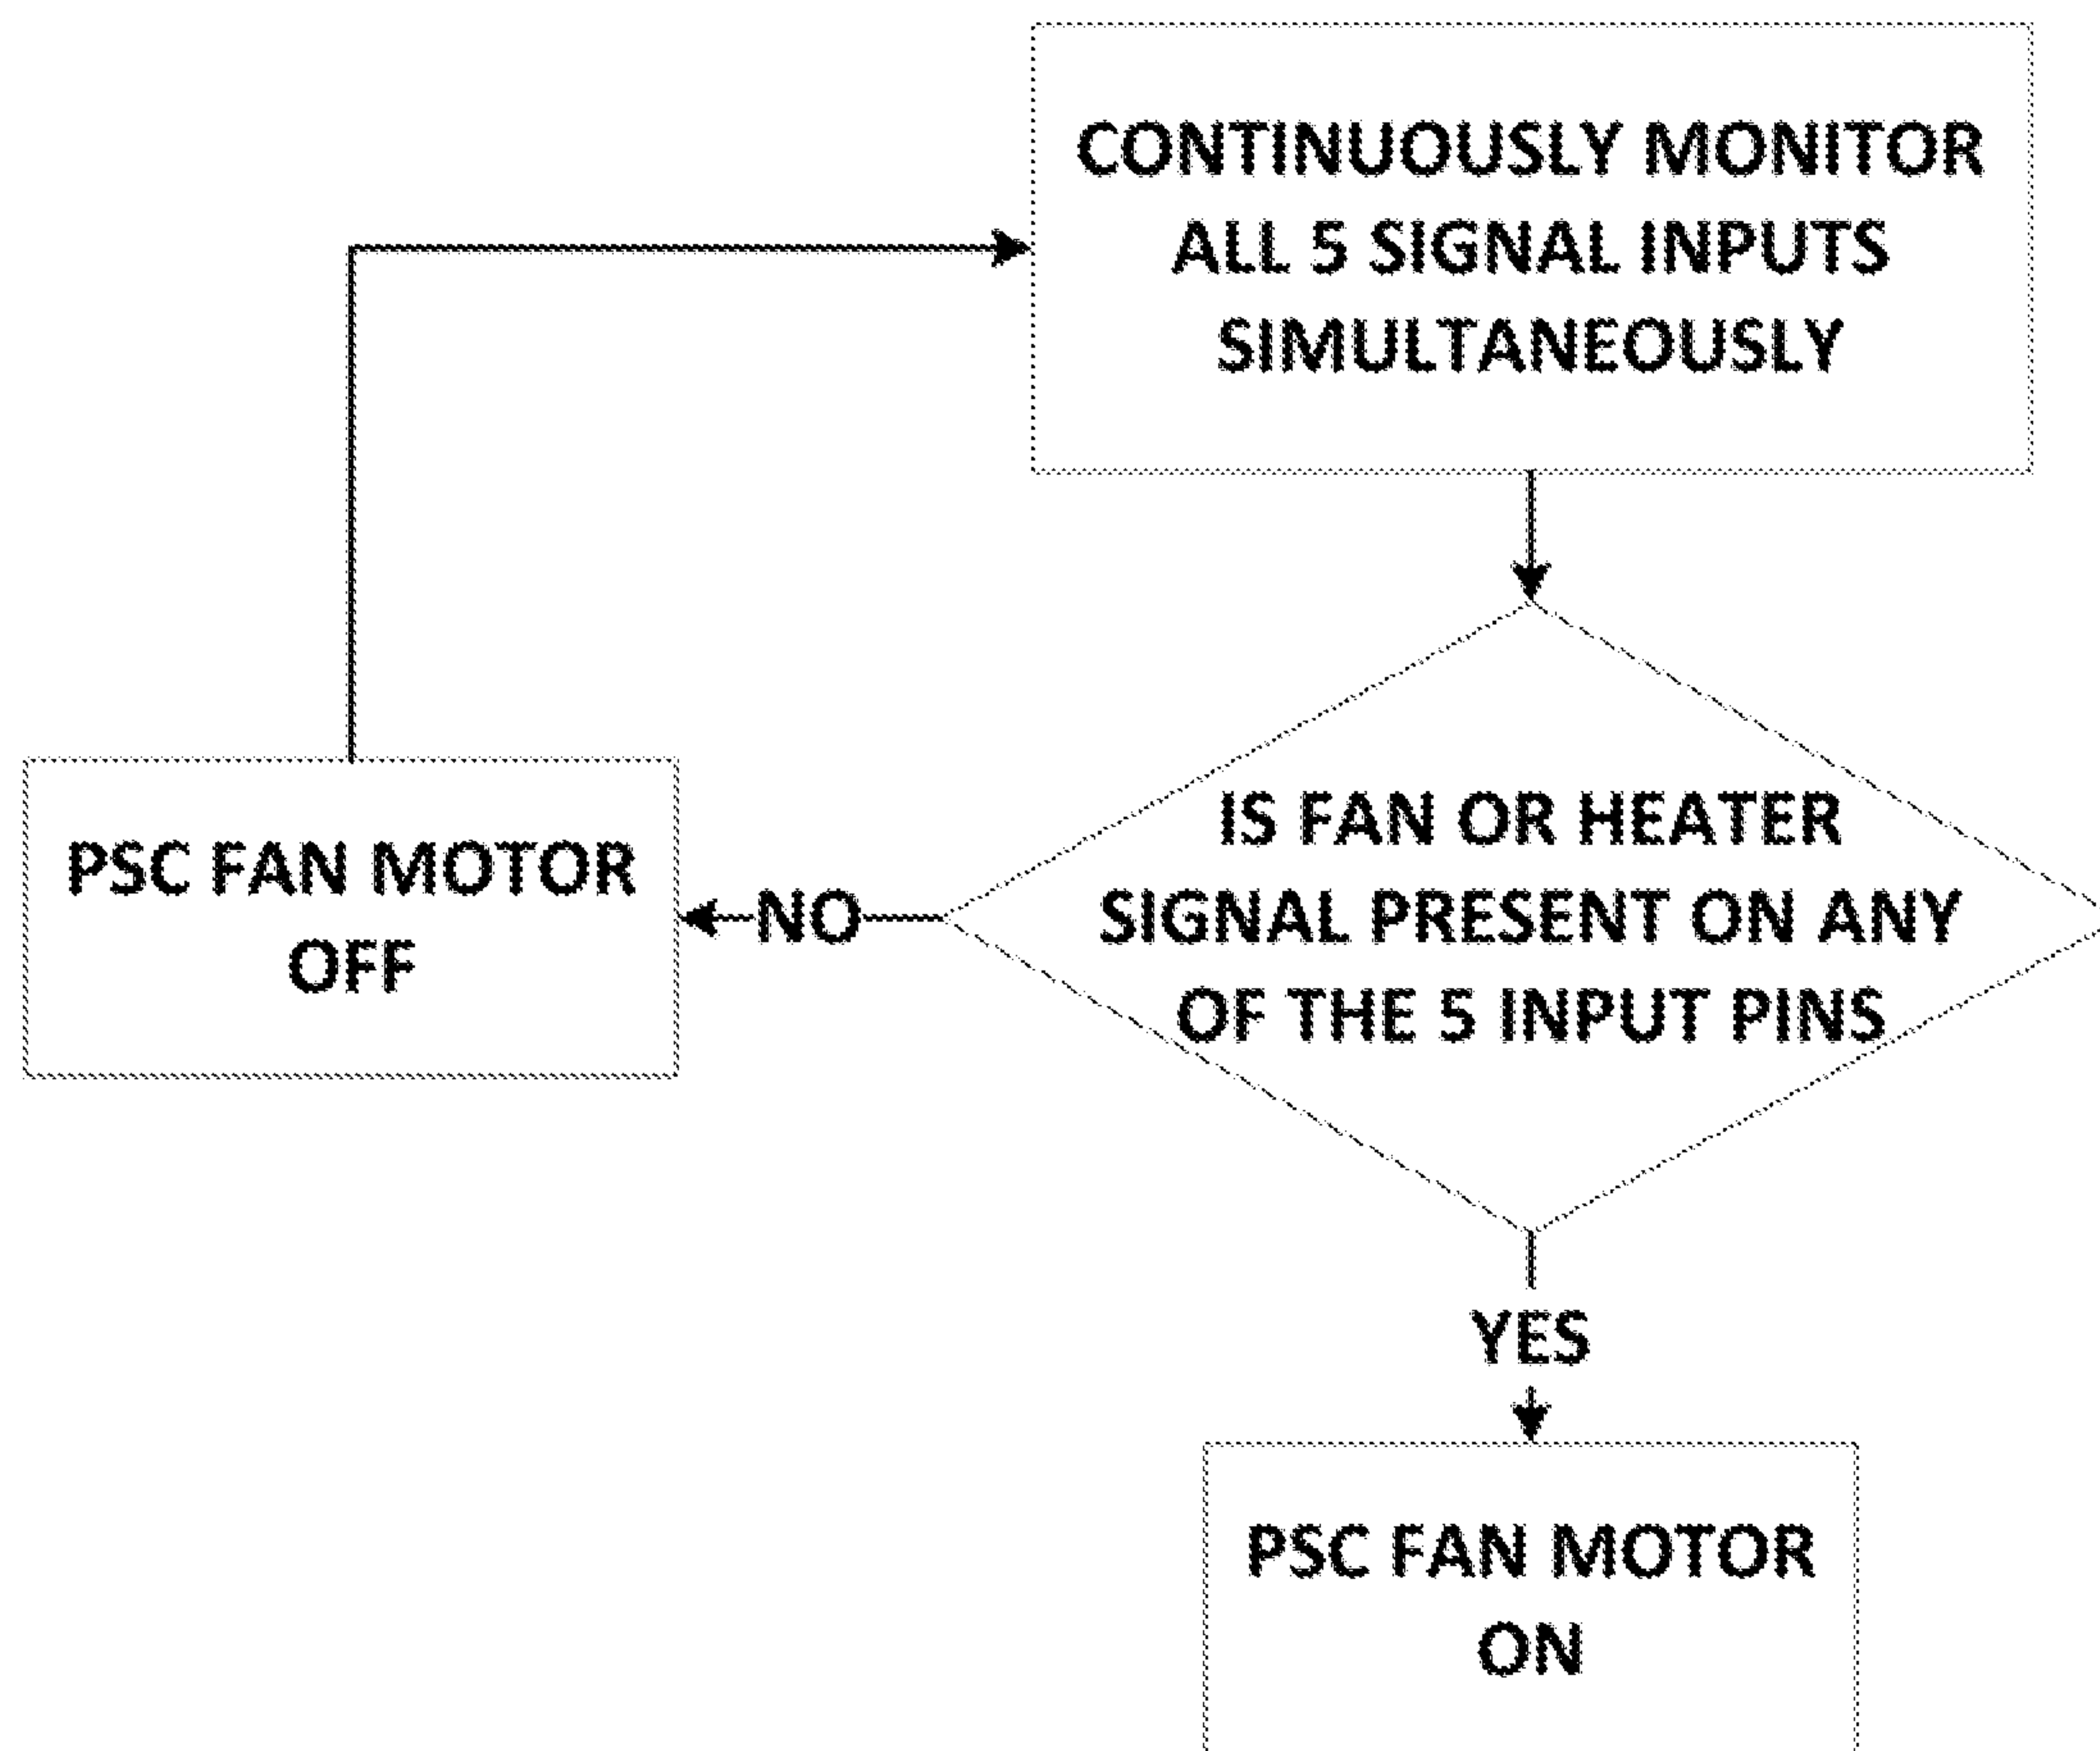 CONTINUOUSLY MONITOR
ALL 5 SIGNAL INPUTS
SIMULTANEOUSLY
IS FAN OR HEATER
SIGNAL PRESENT ON ANY
OF THE 5 INPUT PINS
NO
PSC FAN MOTOR
OFF
YES
PSC FAN MOTOR
ON